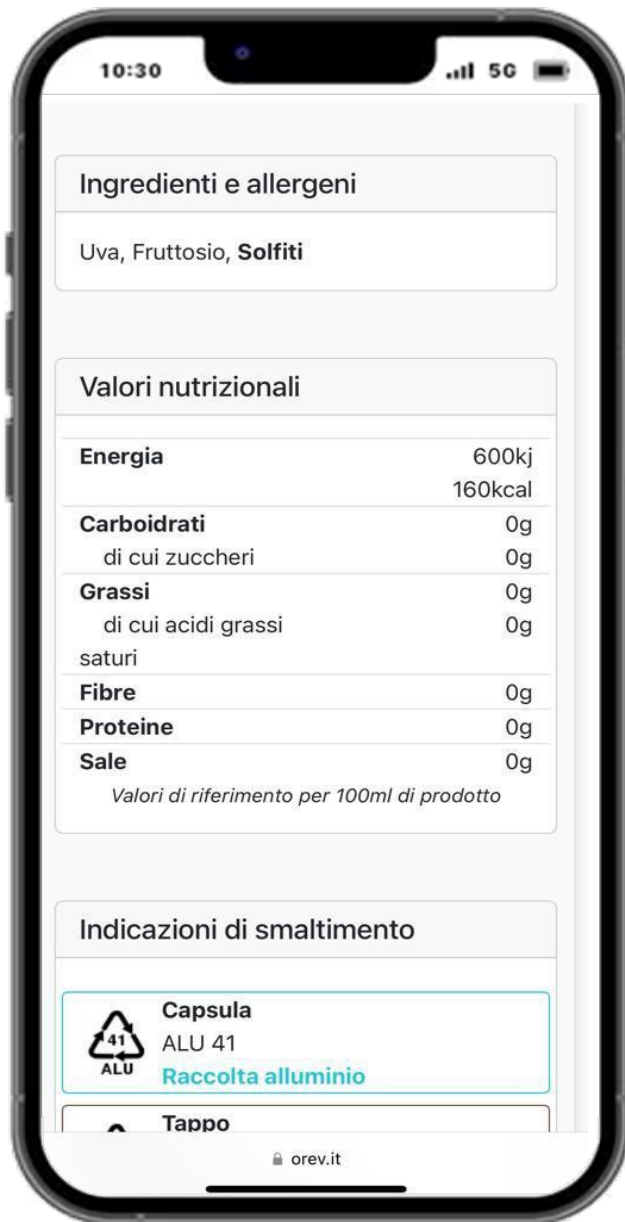 10:30
5G
Ingredienti e allergeni
Uva, Fruttosio, Solfiti
Valori nutrizionali
Energia 600kj
160kcal
Carboidrati 0g
di cui zuccheri 0g
Grassi 0g
di cui acidi grassi 0g
saturi
Fibre 0g
Proteine 0g
Sale 0g
Valori di riferimento per 100ml di prodotto
Indicazioni di smaltimento
Capsula
41 ALU 41
ALU Raccolta alluminio
Tappo
orev.it